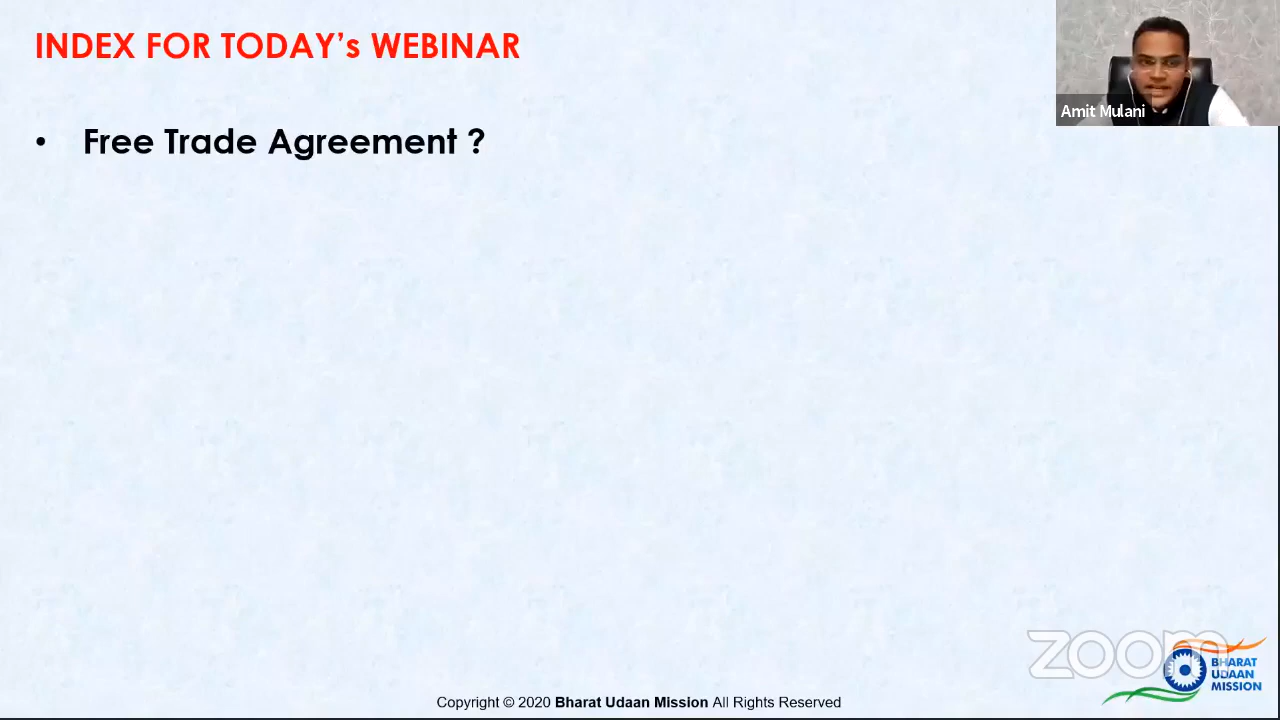 INDEX FOR TODAY’s WEBINAR
Amit Mulani
• Free Trade Agreement ?
zoom
BHARAT
UDAAN
MISSION
Copyright © 2020 Bharat Udaan Mission All Rights Reserved